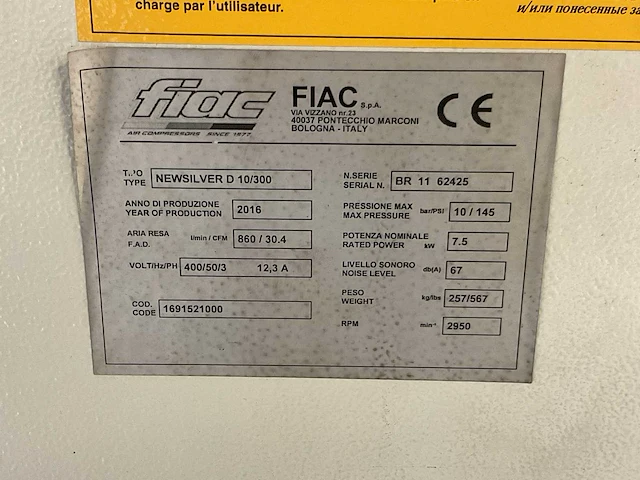 charge par l'utilisateur.
и/или понесенные за
fiac
AIR COMPRESSORS SINCE 1977
FIAC S.p.A.
VIA VIZZANO nr.23
40037 PONTECCHIO MARCONI
BOLOGNA - ITALY
CE
TIPO
TYPE NEWSILVER D 10/300
ANNO DI PRODUZIONE
YEAR OF PRODUCTION 2016
ARIA RESA
F.A.D. l/min / CFM 860 / 30.4
VOLT/Hz/PH 400/50/3 12,3 A
COD.
CODE 1691521000
N.SERIE
SERIAL N. BR 11 62425
PRESSIONE MAX
MAX PRESSURE bar/PSI 10 / 145
POTENZA NOMINALE
RATED POWER kW 7.5
LIVELLO SONORO
NOISE LEVEL db(A) 67
PESO
WEIGHT kg/lbs 257/567
RPM min⁻¹ 2950